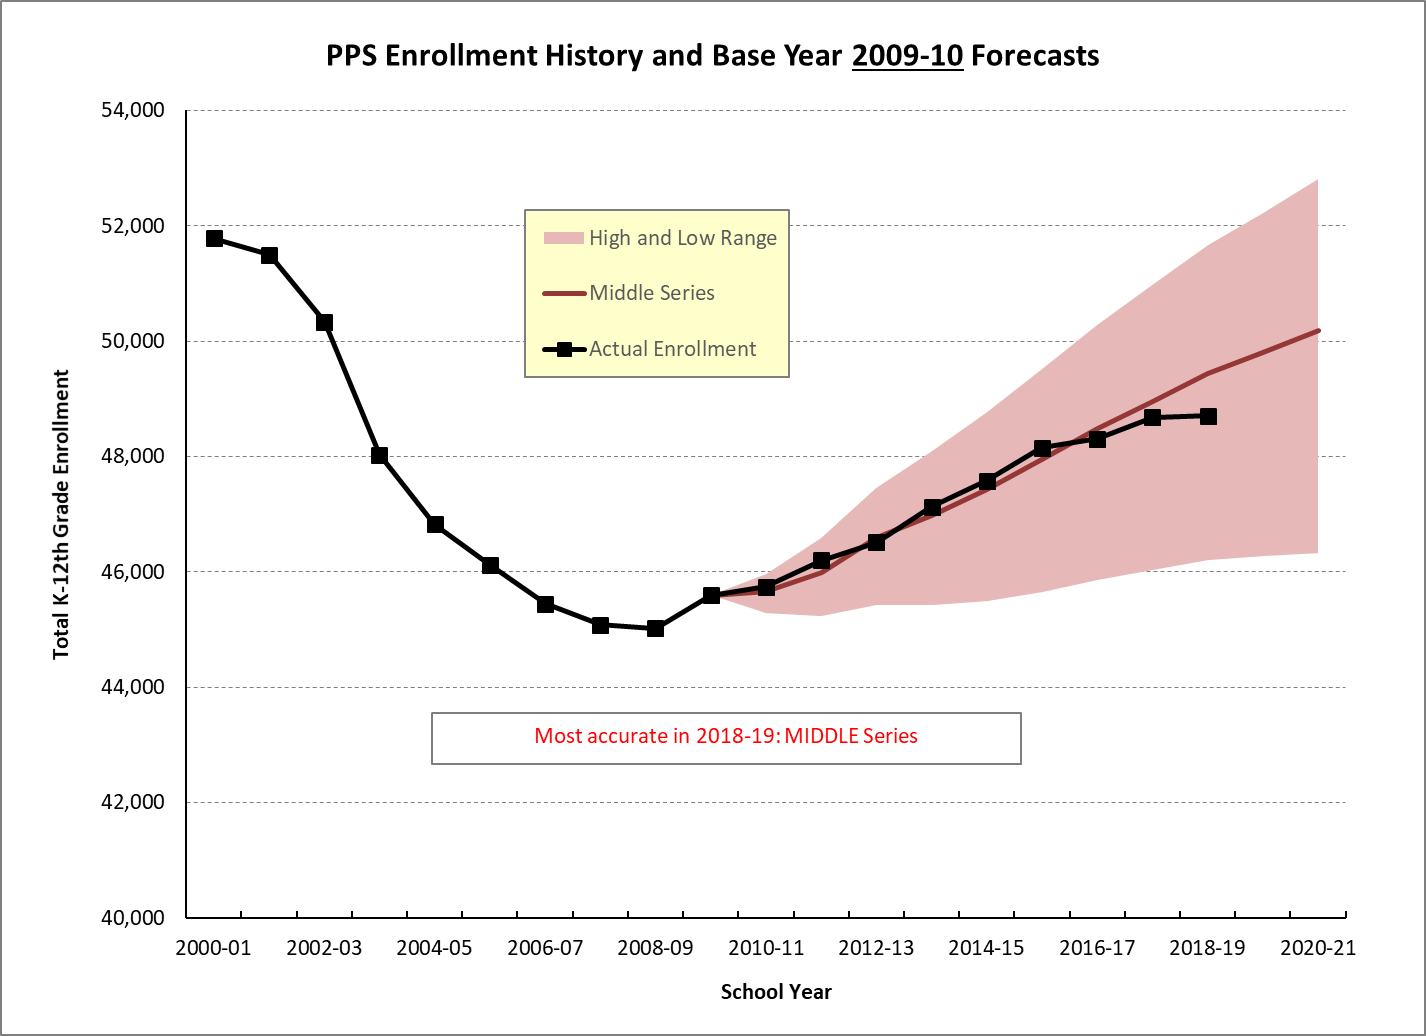 PPS Enrollment History and Base Year 2009-10 Forecasts
54,000
52,000
50,000
48,000
46,000
44,000
42,000
40,000
Total K-12th Grade Enrollment
High and Low Range
Middle Series
Actual Enrollment
Most accurate in 2018-19: MIDDLE Series
2000-01 2002-03 2004-05 2006-07 2008-09 2010-11 2012-13 2014-15 2016-17 2018-19 2020-21
School Year